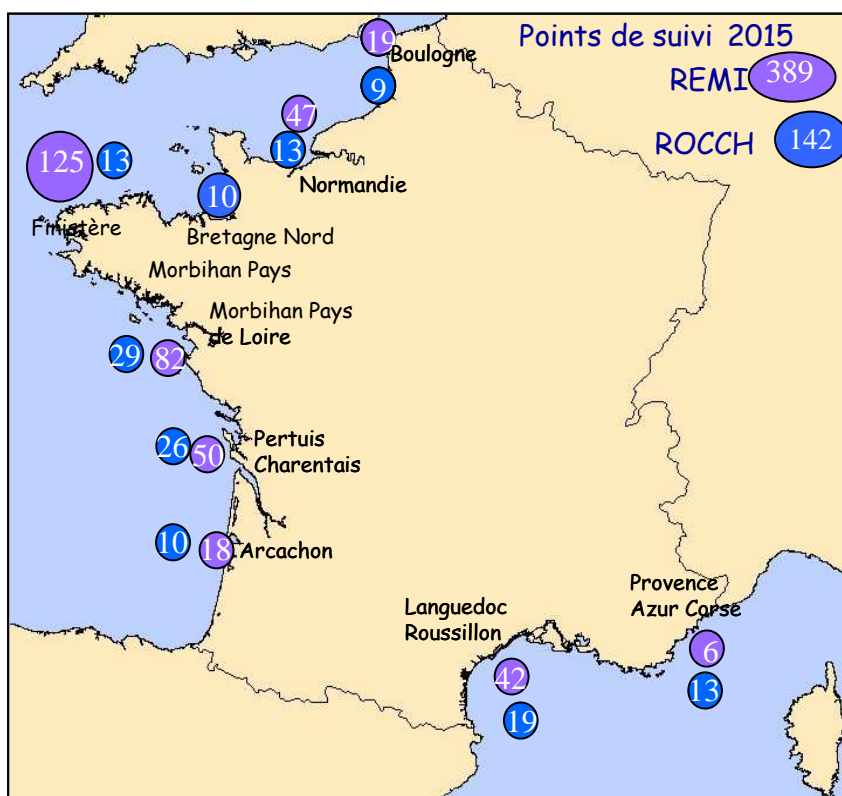 Points de suivi 2015
REMI 389
ROCCH 142
19
Boulogne
9
47
13
Normandie
125
13
10
Finistère
Bretagne Nord
Morbihan Pays
Morbihan Pays
de Loire
29
82
26
50
Pertuis
Charentais
10
18
Arcachon
Provence
Azur Corse
Languedoc
Roussillon
6
42
13
19